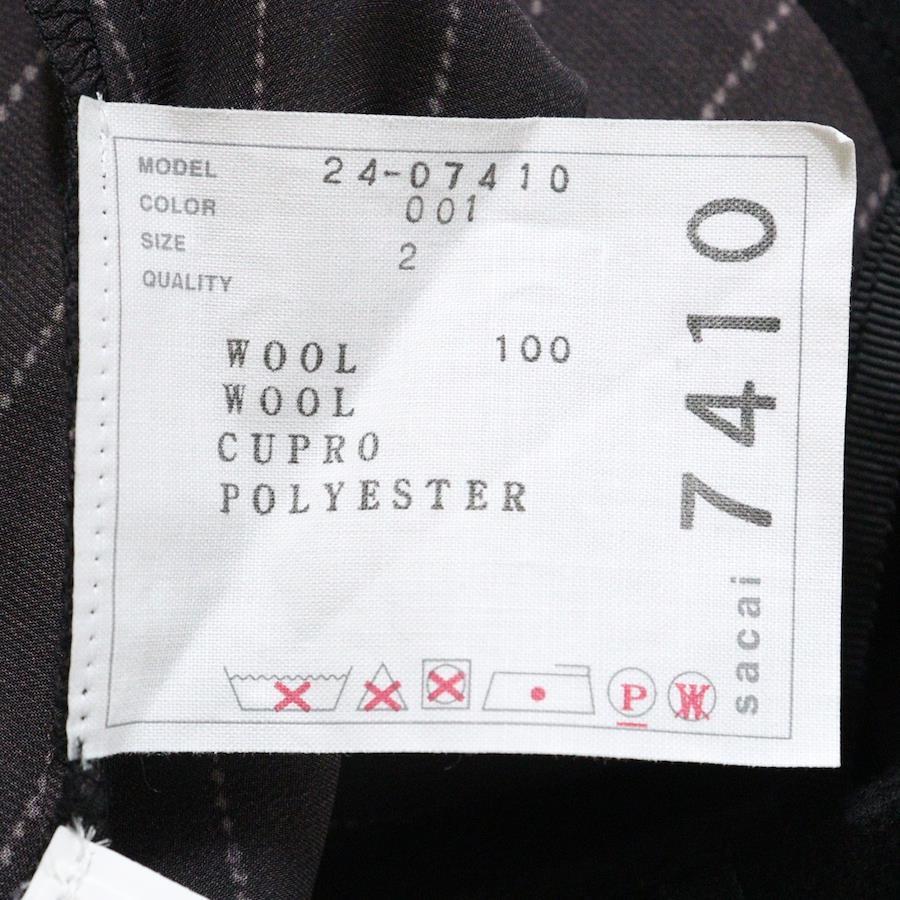 MODEL 24-07410
COLOR 001
SIZE 2
QUALITY
WOOL 100
WOOL
CUPRO
POLYESTER
P W
sacai 7410